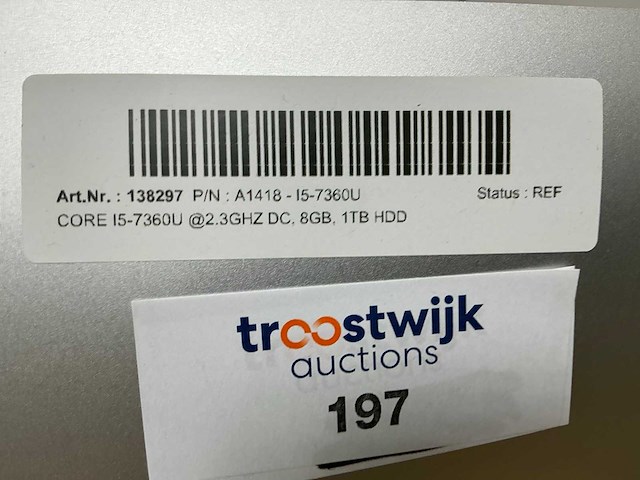 Art.Nr. : 138297 P/N : A1418 - I5-7360U Status : REF
CORE I5-7360U @2.3GHZ DC, 8GB, 1TB HDD
troostwijk
auctions
197